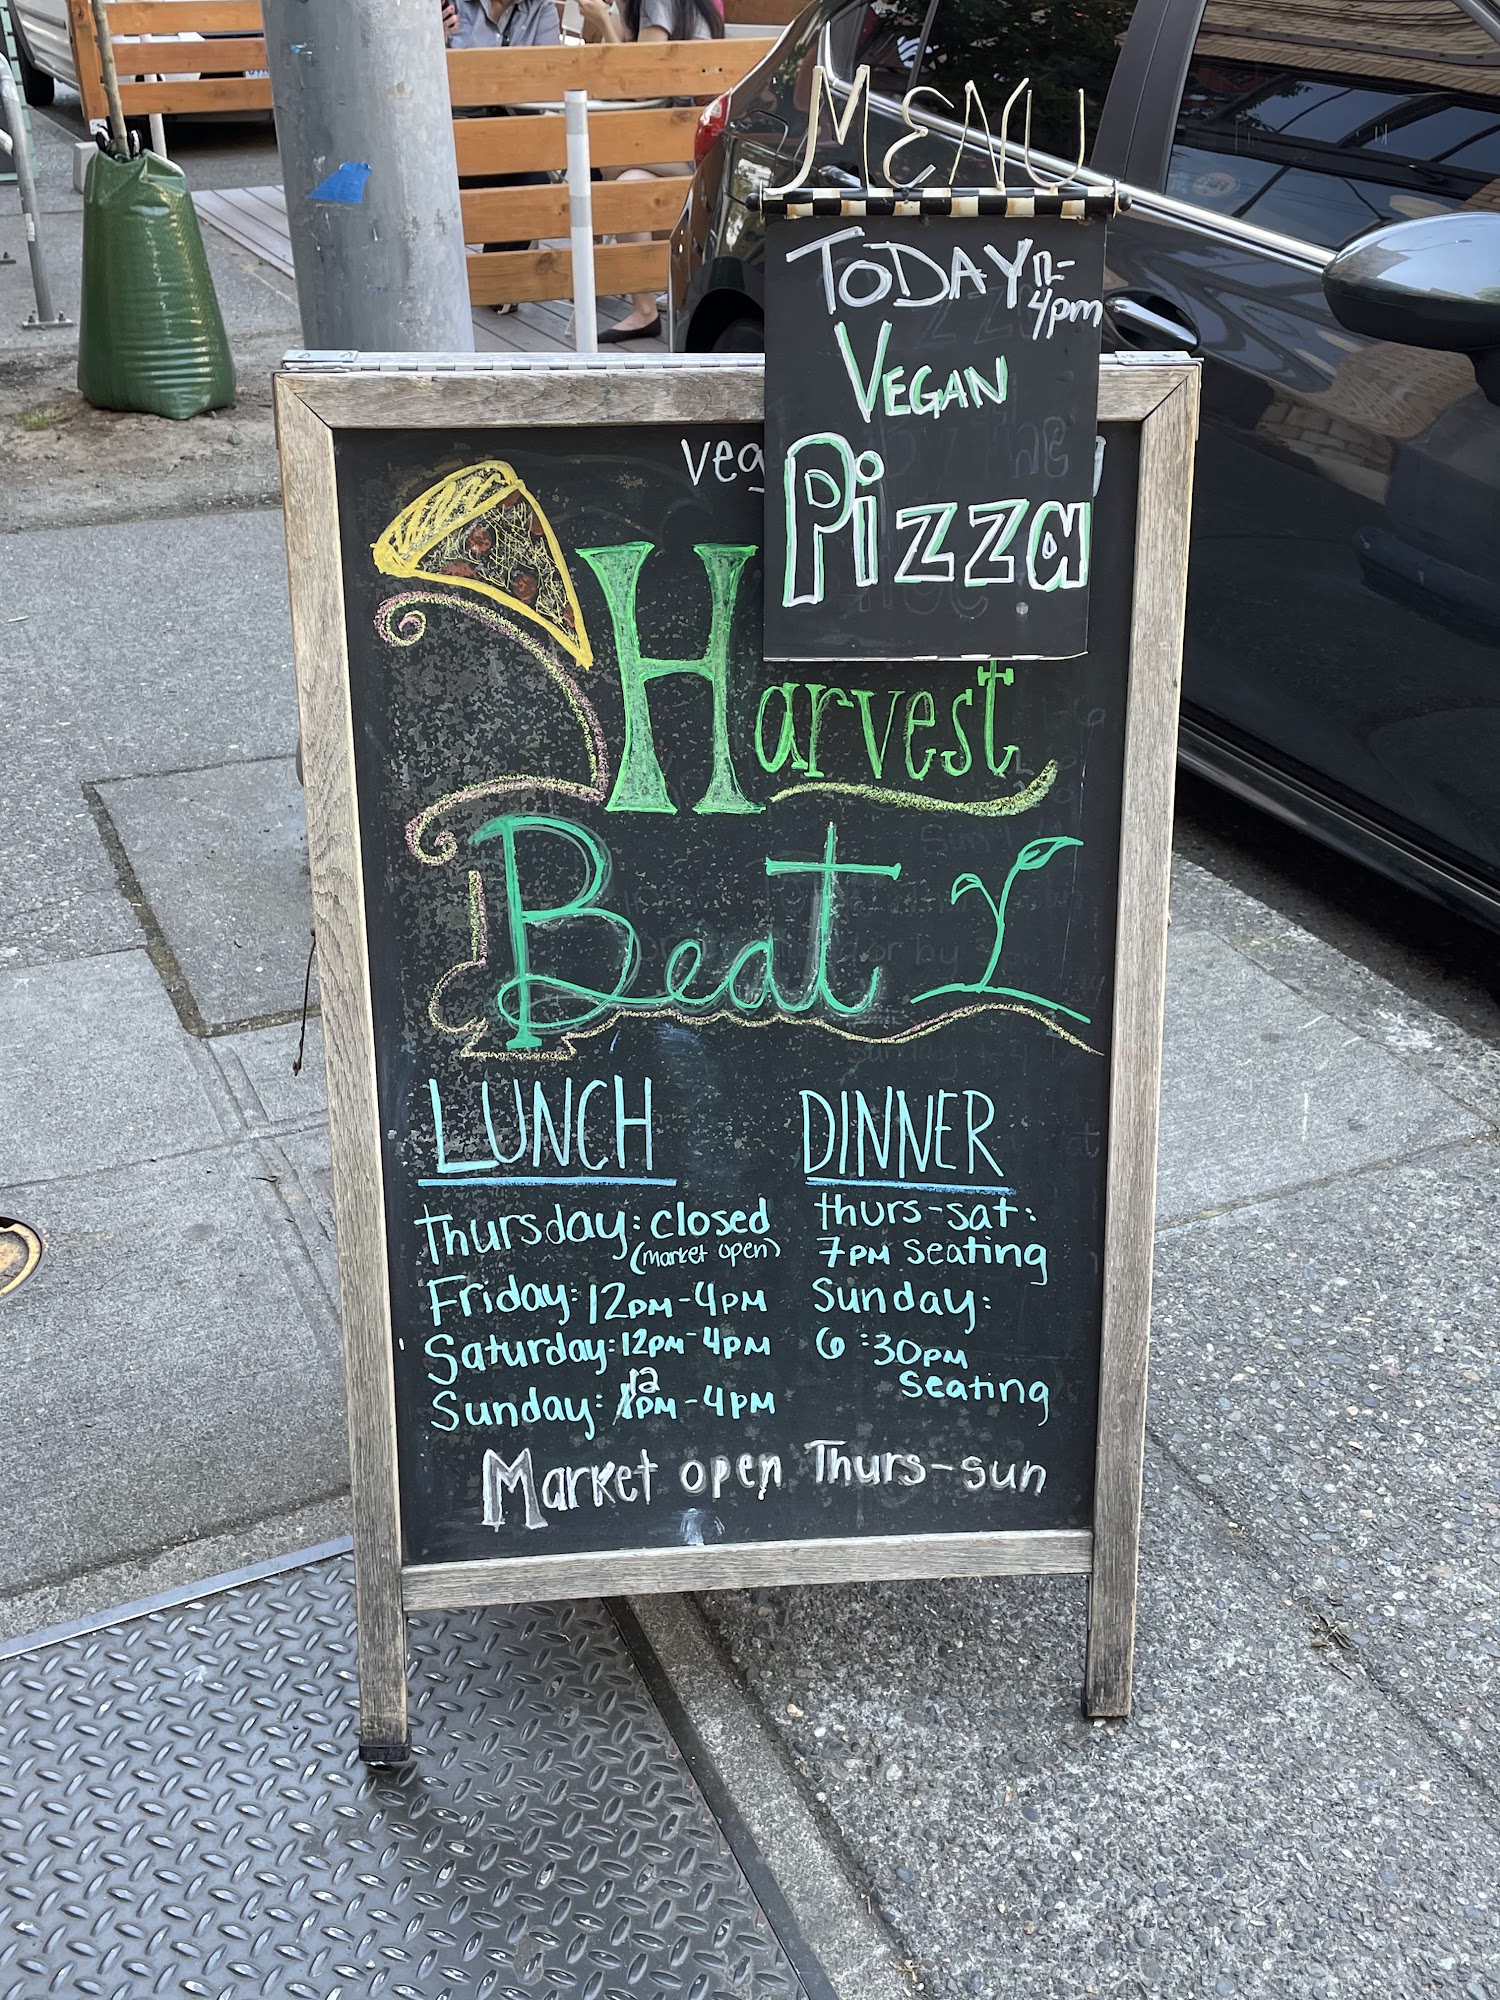 MENU
TODAY 12-
4pm
VEGAN
Pizza
Harvest
Beat
LUNCH
Thursday: closed
(market open)
Friday: 12PM-4PM
Saturday: 12PM-4PM
Sunday: 12PM-4PM
DINNER
thurs-sat:
7PM seating
Sunday:
6:30PM
seating
Market open Thurs-sun